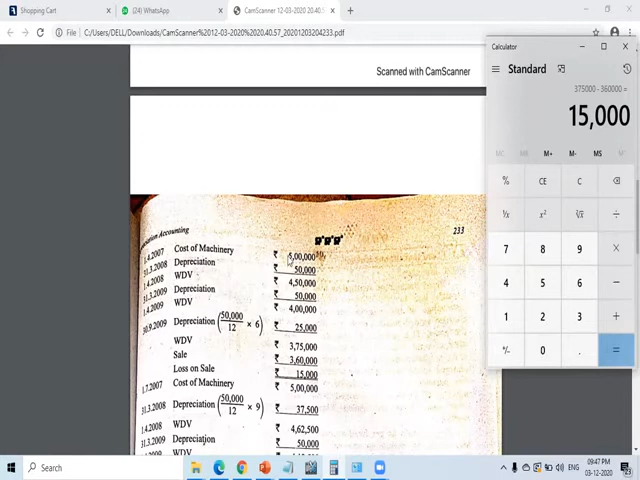 Shopping Cart
(24) WhatsApp
CamScanner 12-03-2020 20.40.57_
File | C:/Users/DELL/Downloads/CamScanner%2012-03-2020%2020.40.57_20201203204233.pdf
Scanned with CamScanner
Calculator
Standard
375000 - 360000 =
15,000
MC MR M+ M- MS
% CE C
¹/x x² ²√x ÷
7 8 9 ×
4 5 6 −
1 2 3 +
+/- 0 . =
Accounting 233
1.4.2007 Cost of Machinery ₹ 5,00,000
31.3.2008 Depreciation ₹ 50,000
1.4.2008 WDV ₹ 4,50,000
31.3.2009 Depreciation ₹ 50,000
1.4.2009 WDV ₹ 4,00,000
30.9.2009 Depreciation (50,000/12 × 6) ₹ 25,000
WDV ₹ 3,75,000
Sale ₹ 3,60,000
Loss on Sale ₹ 15,000
1.7.2007 Cost of Machinery ₹ 5,00,000
31.3.2008 Depreciation (50,000/12 × 9) ₹ 37,500
1.4.2008 WDV ₹ 4,62,500
31.3.2009 Depreciation ₹ 50,000
WDV
Search
ENG
09:47 PM
03-12-2020